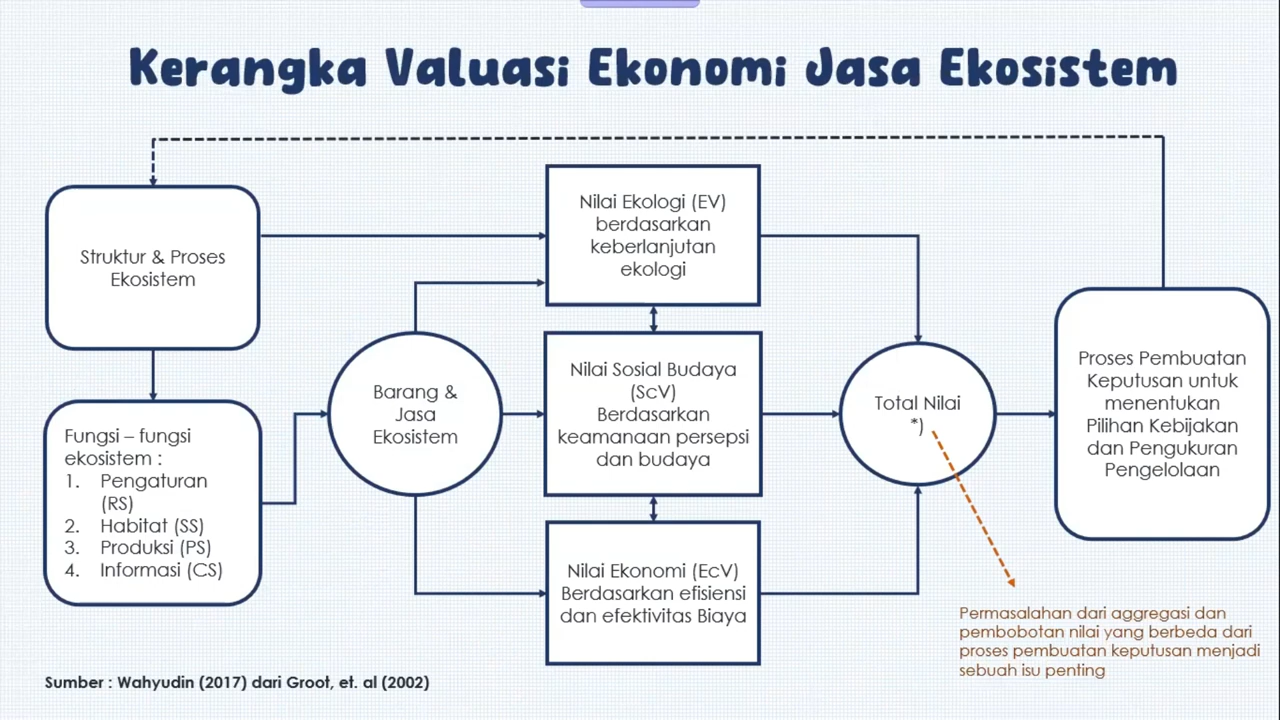 Kerangka Valuasi Ekonomi Jasa Ekosistem
Struktur & Proses
Ekosistem
Fungsi – fungsi
ekosistem :
1. Pengaturan
(RS)
2. Habitat (SS)
3. Produksi (PS)
4. Informasi (CS)
Barang &
Jasa
Ekosistem
Nilai Ekologi (EV)
berdasarkan
keberlanjutan
ekologi
Nilai Sosial Budaya
(ScV)
Berdasarkan
keamanaan persepsi
dan budaya
Nilai Ekonomi (EcV)
Berdasarkan efisiensi
dan efektivitas Biaya
Total Nilai
*)
Proses Pembuatan
Keputusan untuk
menentukan
Pilihan Kebijakan
dan Pengukuran
Pengelolaan
Permasalahan dari aggregasi dan
pembobotan nilai yang berbeda dari
proses pembuatan keputusan menjadi
sebuah isu penting
Sumber : Wahyudin (2017) dari Groot, et. al (2002)